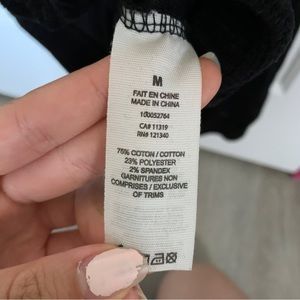 M
FAIT EN CHINE
MADE IN CHINA
100052764
CA# 11319
RN# 121340
75% COTON / COTTON
23% POLYESTER
2% SPANDEX
GARNITURES NON
COMPRISES / EXCLUSIVE
OF TRIMS